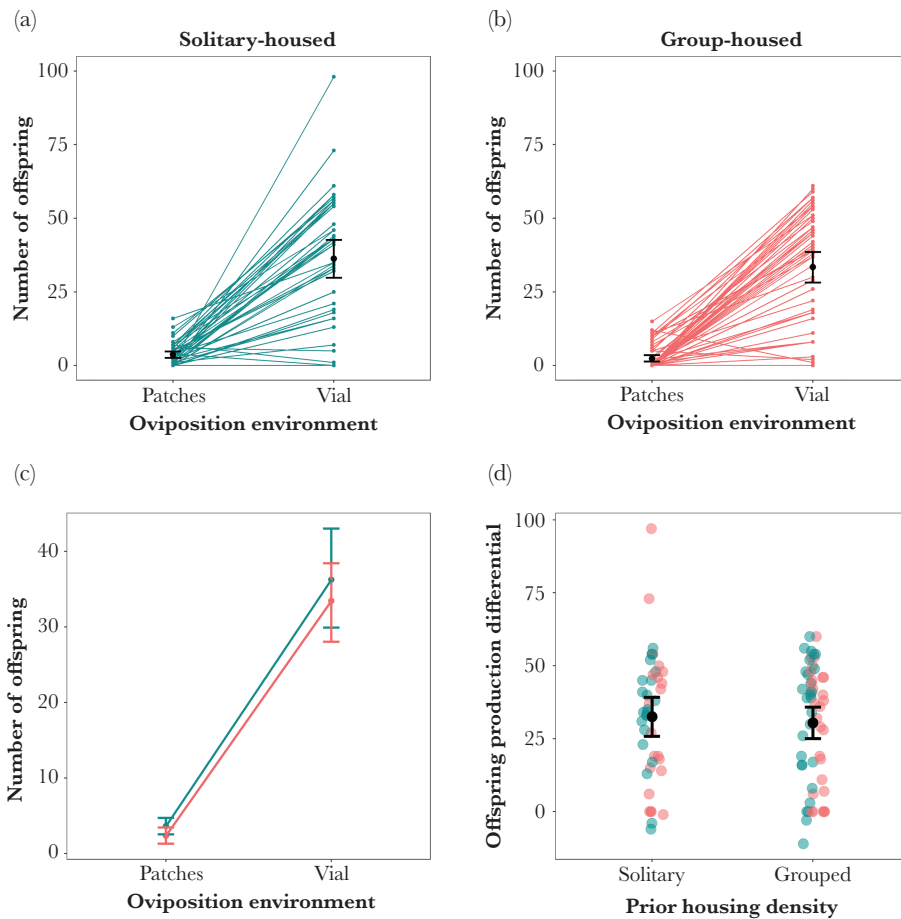 (a)
Solitary-housed
Number of offspring
100
75
50
25
0
Patches
Vial
Oviposition environment
(b)
Group-housed
Number of offspring
100
75
50
25
0
Patches
Vial
Oviposition environment
(c)
Number of offspring
40
30
20
10
0
Patches
Vial
Oviposition environment
(d)
Offspring production differential
100
75
50
25
0
Solitary
Grouped
Prior housing density